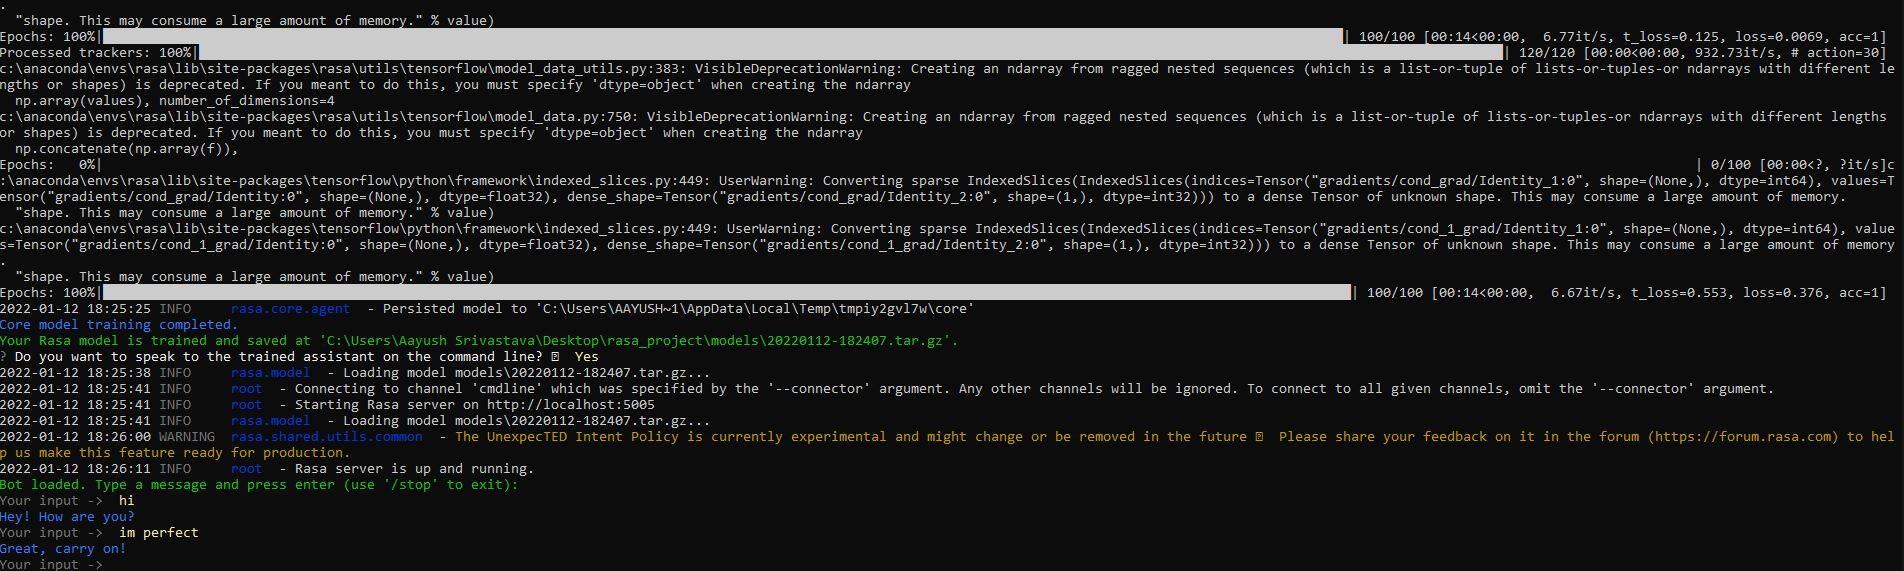 .
  "shape. This may consume a large amount of memory." % value)
Epochs: 100%| | 100/100 [00:14<00:00,  6.77it/s, t_loss=0.125, loss=0.0069, acc=1]
Processed trackers: 100%| | 120/120 [00:00<00:00, 932.73it/s, # action=30]
c:\anaconda\envs\rasa\lib\site-packages\rasa\utils\tensorflow\model_data_utils.py:383: VisibleDeprecationWarning: Creating an ndarray from ragged nested sequences (which is a list-or-tuple of lists-or-tuples-or ndarrays with different le
ngths or shapes) is deprecated. If you meant to do this, you must specify 'dtype=object' when creating the ndarray
  np.array(values), number_of_dimensions=4
c:\anaconda\envs\rasa\lib\site-packages\rasa\utils\tensorflow\model_data.py:750: VisibleDeprecationWarning: Creating an ndarray from ragged nested sequences (which is a list-or-tuple of lists-or-tuples-or ndarrays with different lengths
or shapes) is deprecated. If you meant to do this, you must specify 'dtype=object' when creating the ndarray
  np.concatenate(np.array(f)),
Epochs:   0%| | 0/100 [00:00<?, ?it/s]c
:\anaconda\envs\rasa\lib\site-packages\tensorflow\python\framework\indexed_slices.py:449: UserWarning: Converting sparse IndexedSlices(IndexedSlices(indices=Tensor("gradients/cond_grad/Identity_1:0", shape=(None,), dtype=int64), values=T
ensor("gradients/cond_grad/Identity:0", shape=(None,), dtype=float32), dense_shape=Tensor("gradients/cond_grad/Identity_2:0", shape=(1,), dtype=int32))) to a dense Tensor of unknown shape. This may consume a large amount of memory.
  "shape. This may consume a large amount of memory." % value)
c:\anaconda\envs\rasa\lib\site-packages\tensorflow\python\framework\indexed_slices.py:449: UserWarning: Converting sparse IndexedSlices(IndexedSlices(indices=Tensor("gradients/cond_1_grad/Identity_1:0", shape=(None,), dtype=int64), value
s=Tensor("gradients/cond_1_grad/Identity:0", shape=(None,), dtype=float32), dense_shape=Tensor("gradients/cond_1_grad/Identity_2:0", shape=(1,), dtype=int32))) to a dense Tensor of unknown shape. This may consume a large amount of memory
.
  "shape. This may consume a large amount of memory." % value)
Epochs: 100%| | 100/100 [00:14<00:00,  6.67it/s, t_loss=0.553, loss=0.376, acc=1]
2022-01-12 18:25:25 INFO     rasa.core.agent  - Persisted model to 'C:\Users\AAYUSH~1\AppData\Local\Temp\tmpiy2gvl7w\core'
Core model training completed.
Your Rasa model is trained and saved at 'C:\Users\Aayush Srivastava\Desktop\rasa_project\models\20220112-182407.tar.gz'.
? Do you want to speak to the trained assistant on the command line?  Yes
2022-01-12 18:25:38 INFO     rasa.model  - Loading model models\20220112-182407.tar.gz...
2022-01-12 18:25:41 INFO     root  - Connecting to channel 'cmdline' which was specified by the '--connector' argument. Any other channels will be ignored. To connect to all given channels, omit the '--connector' argument.
2022-01-12 18:25:41 INFO     root  - Starting Rasa server on http://localhost:5005
2022-01-12 18:25:41 INFO     rasa.model  - Loading model models\20220112-182407.tar.gz...
2022-01-12 18:26:00 WARNING  rasa.shared.utils.common  - The UnexpecTED Intent Policy is currently experimental and might change or be removed in the future  Please share your feedback on it in the forum (https://forum.rasa.com) to hel
p us make this feature ready for production.
2022-01-12 18:26:11 INFO     root  - Rasa server is up and running.
Bot loaded. Type a message and press enter (use '/stop' to exit):
Your input ->  hi
Hey! How are you?
Your input ->  im perfect
Great, carry on!
Your input ->